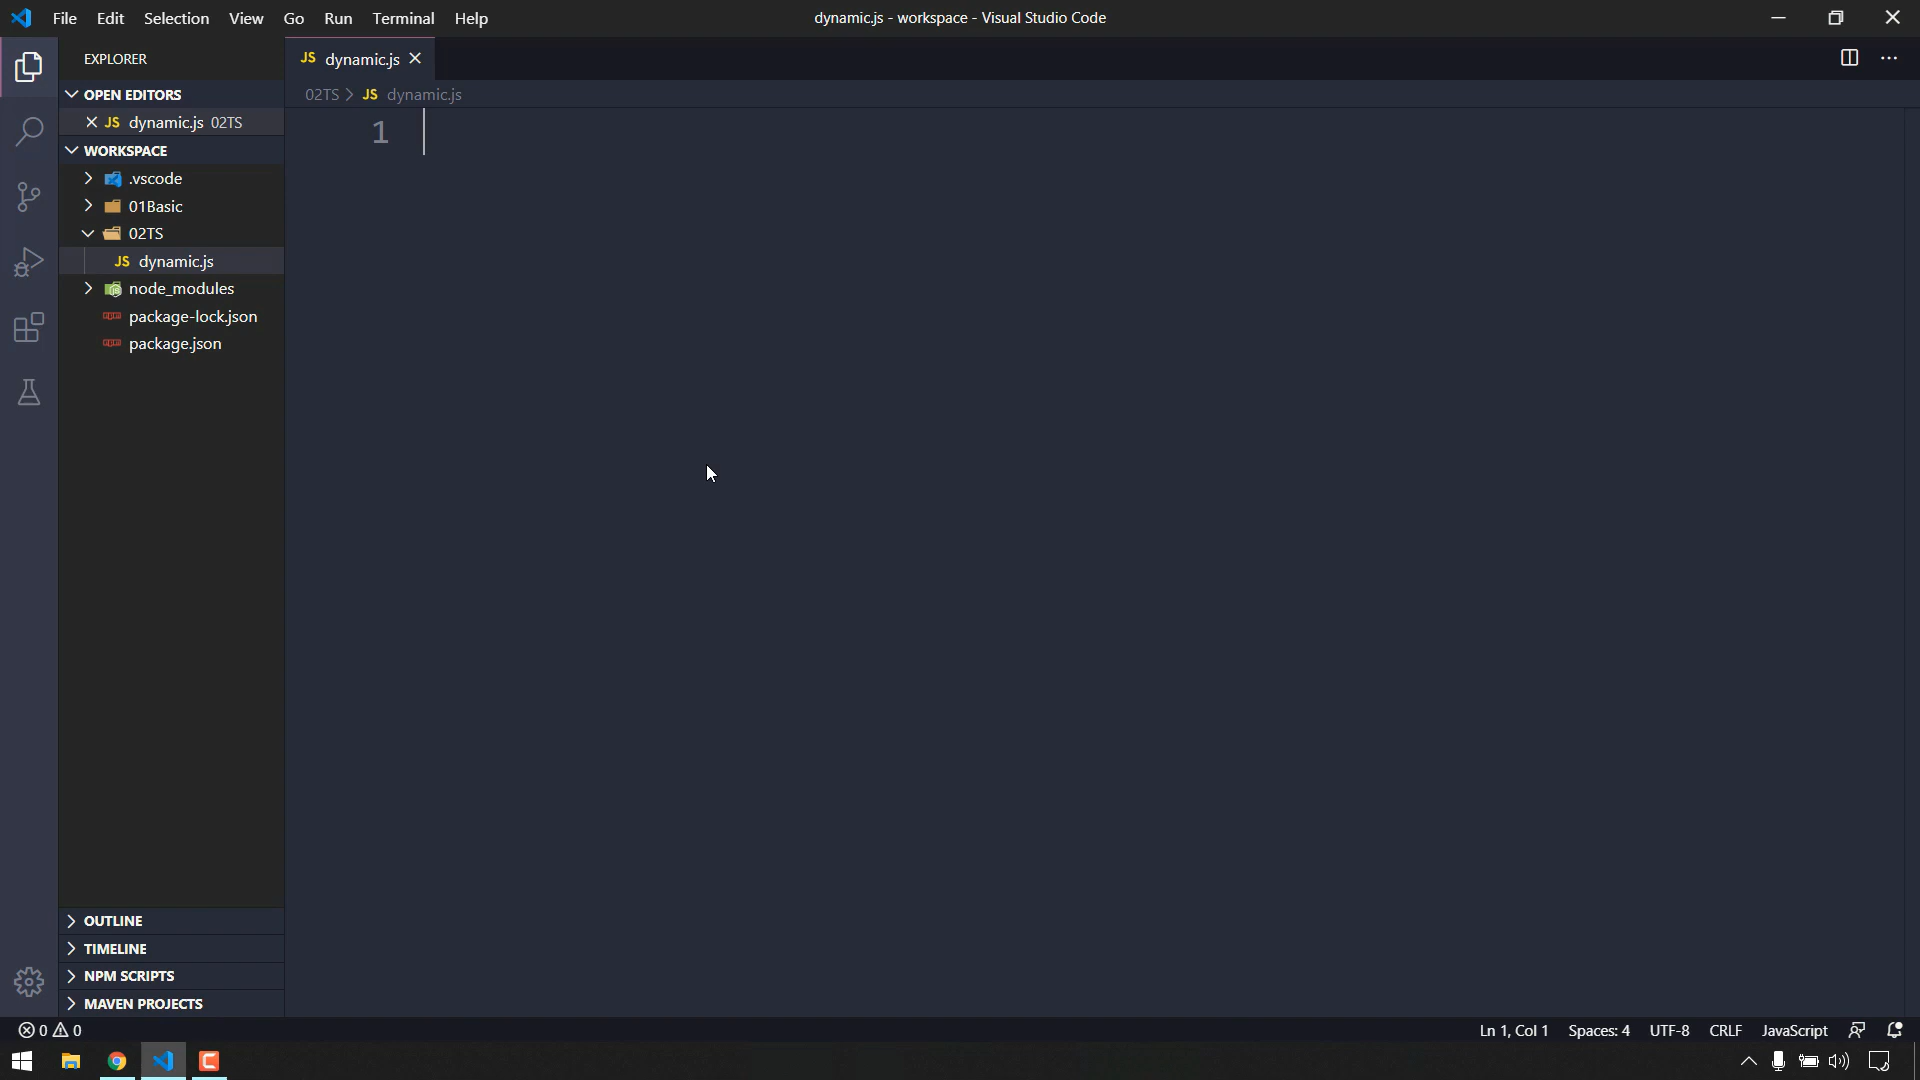 File Edit Selection View Go Run Terminal Help
dynamic.js - workspace - Visual Studio Code
EXPLORER
JS dynamic.js
OPEN EDITORS
JS dynamic.js 02TS
02TS > JS dynamic.js
WORKSPACE
.vscode
01Basic
02TS
JS dynamic.js
node_modules
package-lock.json
package.json
1
OUTLINE
TIMELINE
NPM SCRIPTS
MAVEN PROJECTS
0 0
Ln 1, Col 1 Spaces: 4 UTF-8 CRLF JavaScript